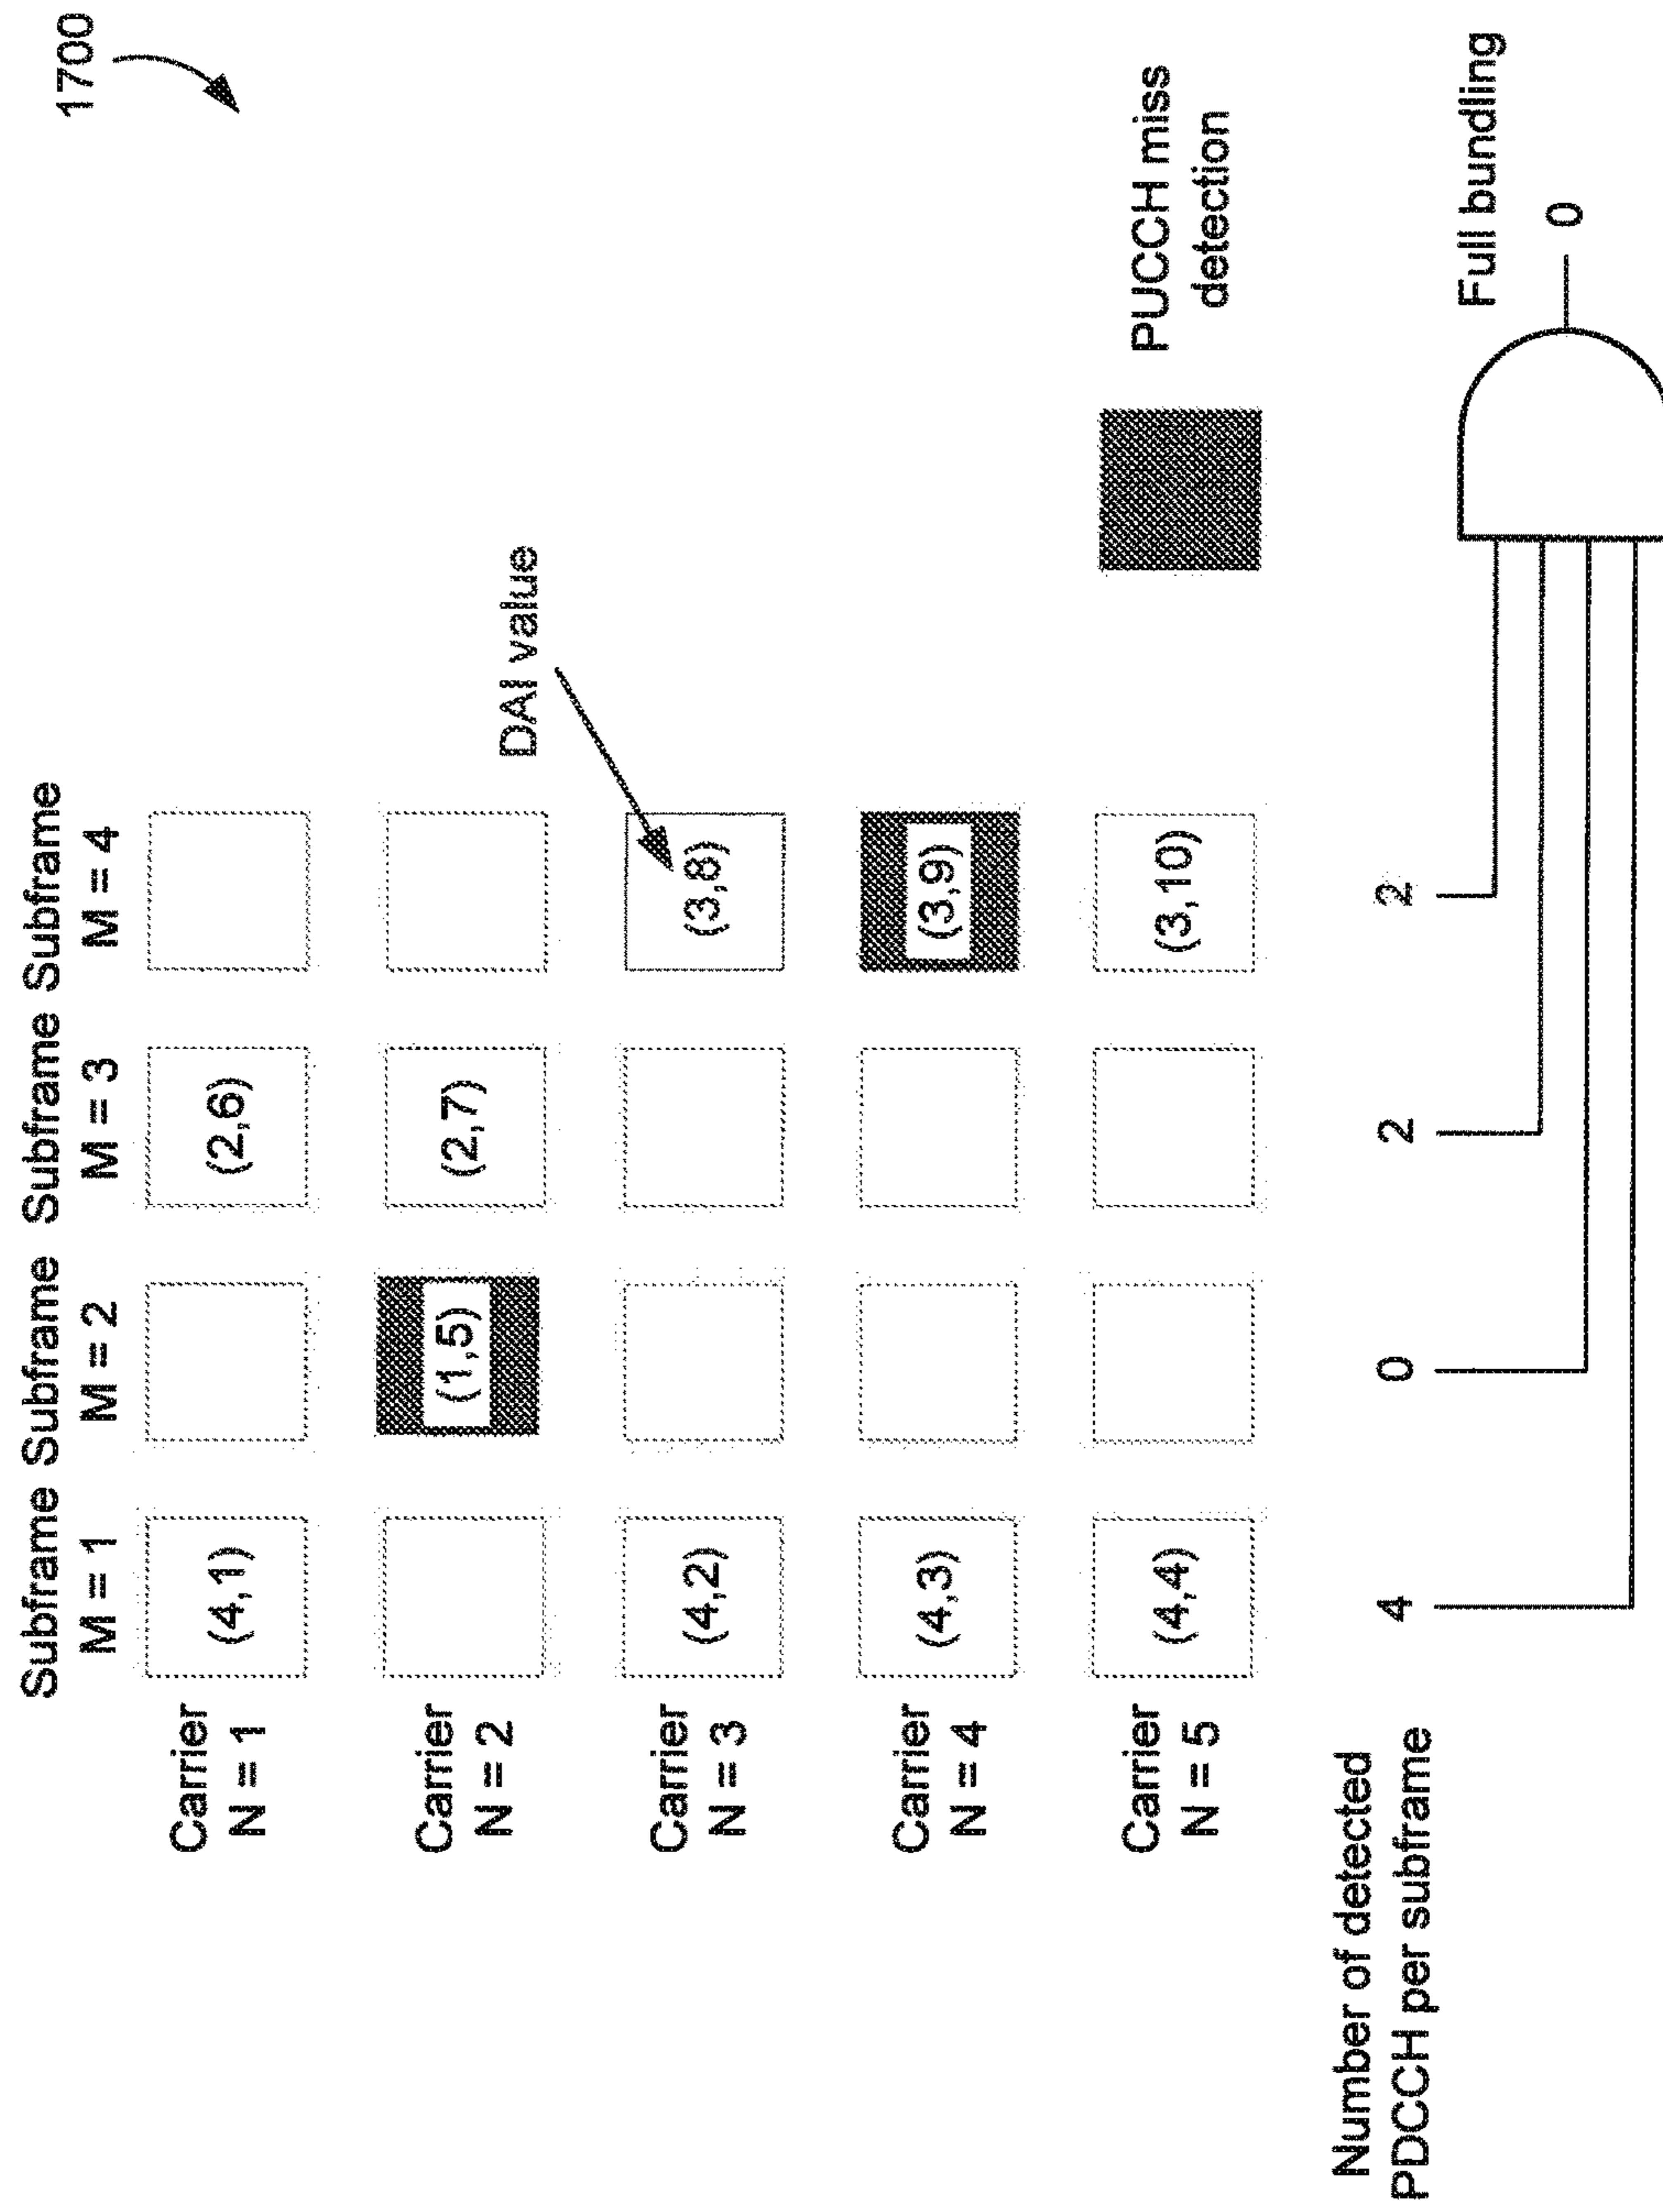 1700
Subframe Subframe Subframe Subframe
M = 1 M = 2 M = 3 M = 4
Carrier
N = 1
(4,1) (2,6)
Carrier
N = 2
(1,5) (2,7)
DAI value
Carrier
N = 3
(4,2) (3,8)
Carrier
N = 4
(4,3) (3,9)
Carrier
N = 5
(4,4) (3,10)
PUCCH miss
detection
Number of detected
PDCCH per subframe
4 0 2 2
Full bundling
0